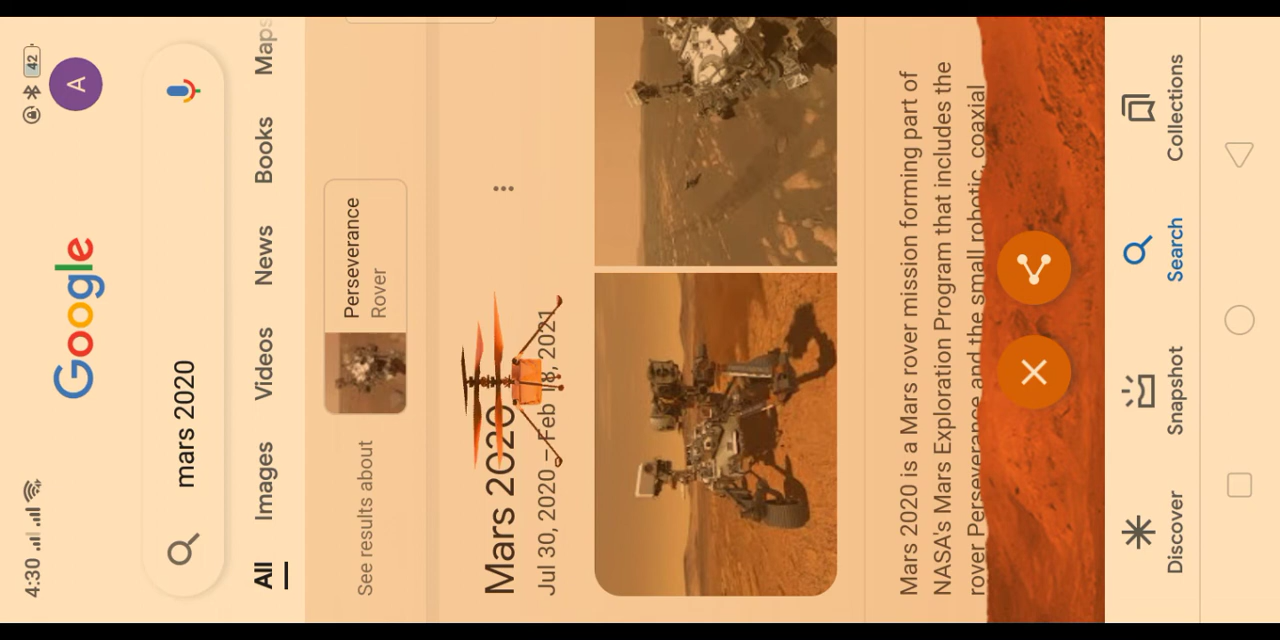 4:30
42
Google
A
mars 2020
All Images Videos News Books Maps
See results about
Perseverance
Rover
Mars 2020
Jul 30, 2020 – Feb 18, 2021
Mars 2020 is a Mars rover mission forming part of
NASA's Mars Exploration Program that includes the
rover Perseverance and the small robotic, coaxial
Discover Snapshot Search Collections